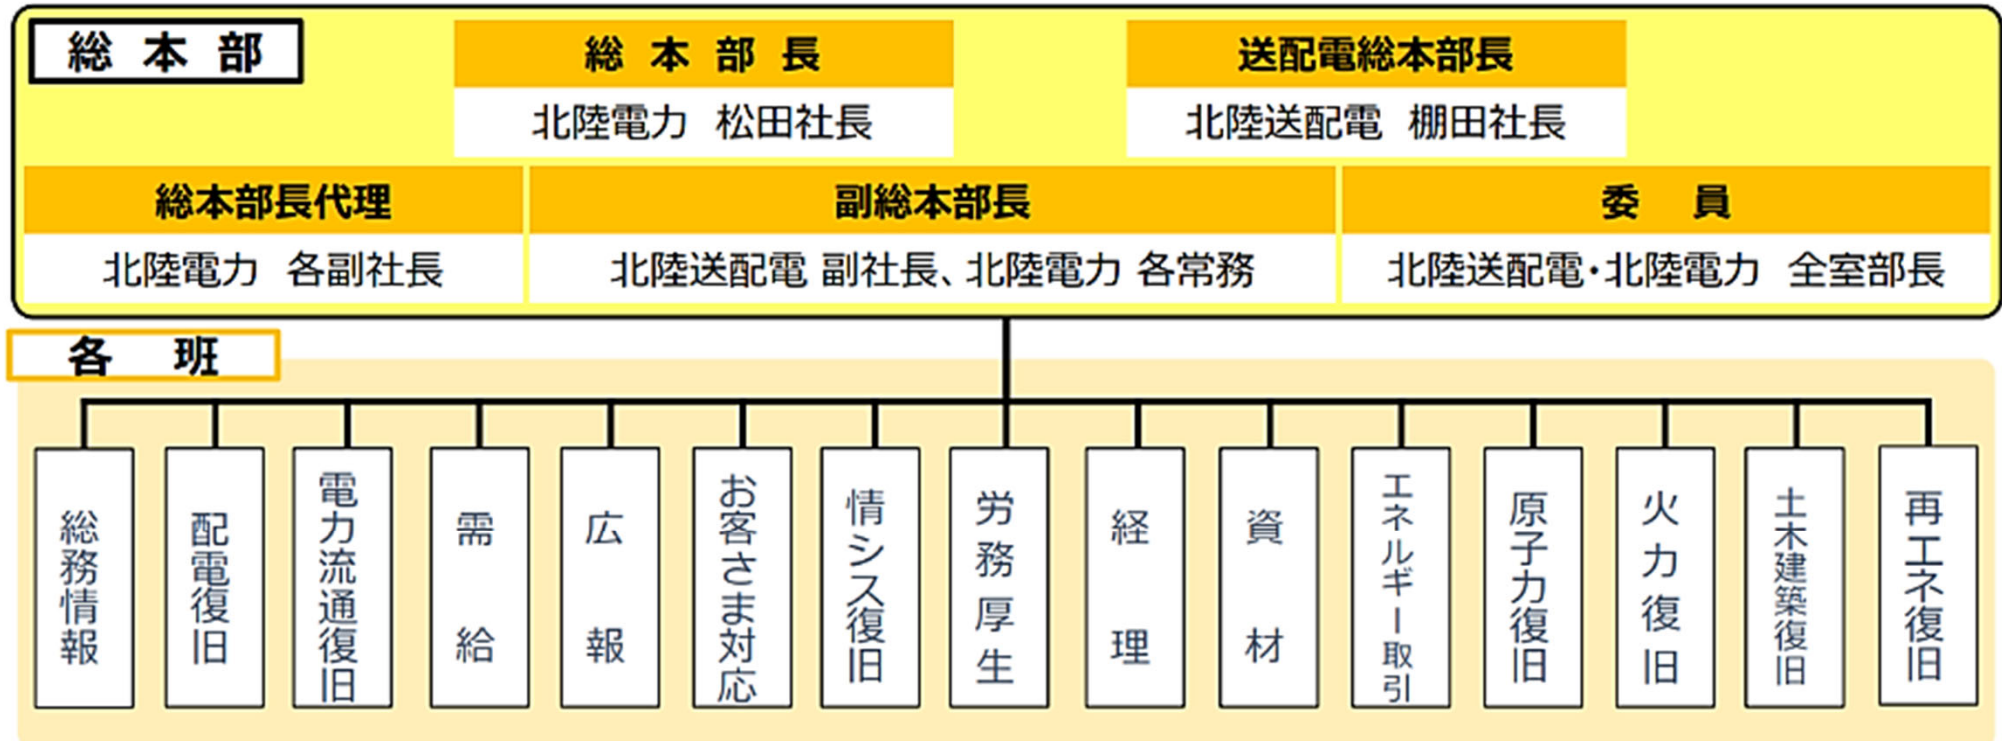 総本部
総本部長
送配電総本部長
北陸電力 松田社長
北陸送配電 棚田社長
総本部長代理
副総本部長
委員
北陸電力 各副社長
北陸送配電 副社長、北陸電力 各常務
北陸送配電・北陸電力 全室部長
各班
総務情報
配電復旧
電力流通復旧
需給
広報
お客さま対応
情シス復旧
労務厚生
経理
資材
エネルギー取引
原子力復旧
火力復旧
土木建築復旧
再エネ復旧